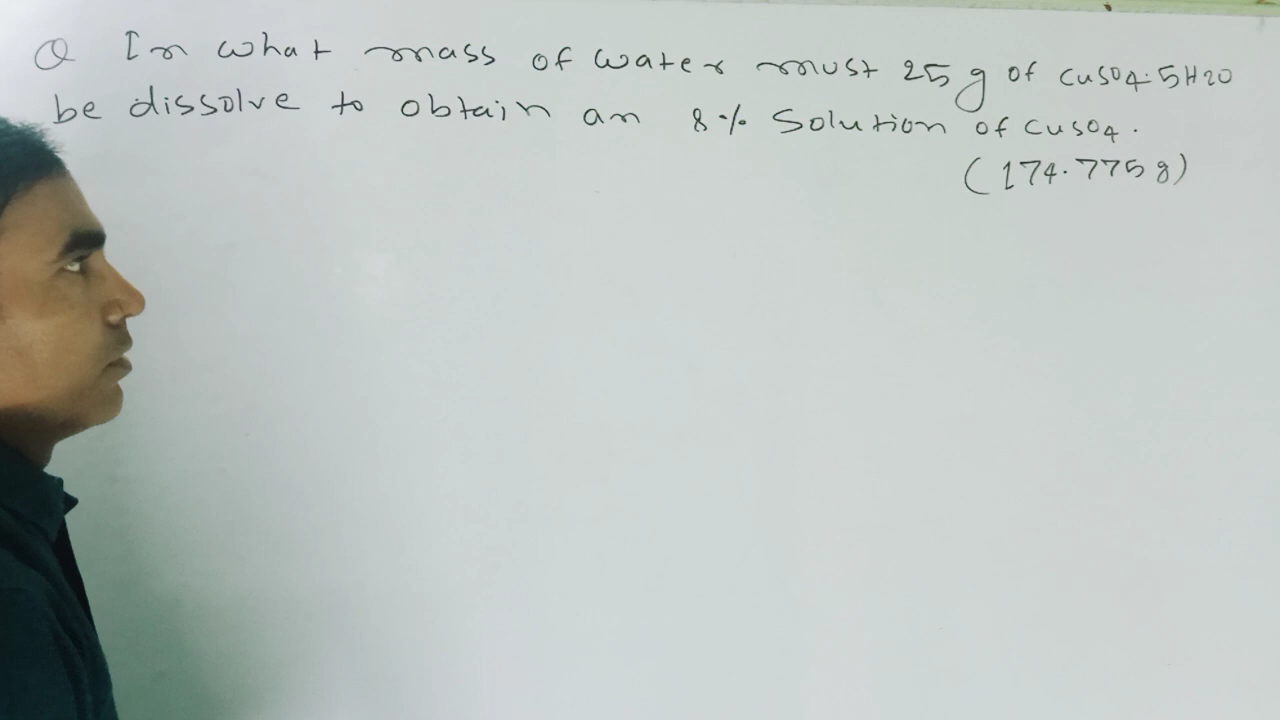 Q In what mass of water must 25 g of CuSO4.5H2O
be dissolve to obtain an 8% Solution of CuSO4.
(174.775 g)